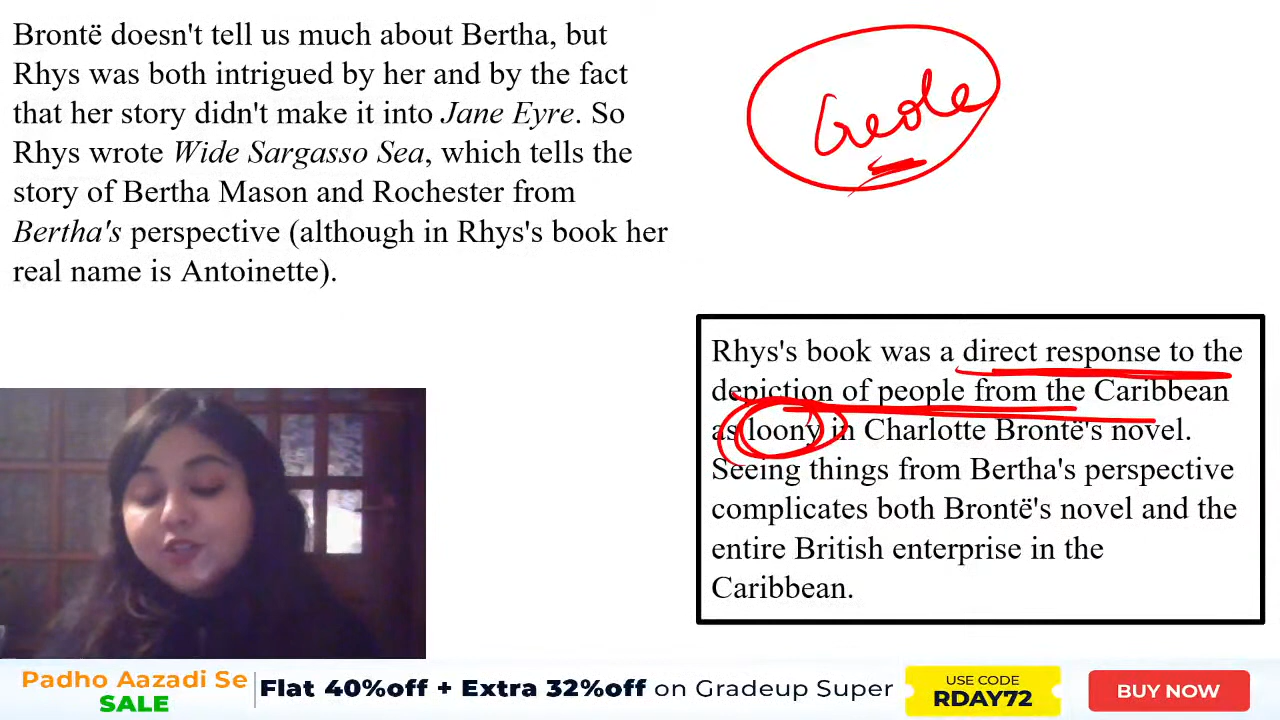 Brontë doesn't tell us much about Bertha, but
Rhys was both intrigued by her and by the fact
that her story didn't make it into Jane Eyre. So
Rhys wrote Wide Sargasso Sea, which tells the
story of Bertha Mason and Rochester from
Bertha's perspective (although in Rhys's book her
real name is Antoinette).
Creole
Rhys's book was a direct response to the
depiction of people from the Caribbean
as loony in Charlotte Brontë's novel.
Seeing things from Bertha's perspective
complicates both Brontë's novel and the
entire British enterprise in the
Caribbean.
Padho Aazadi Se
SALE
Flat 40%off + Extra 32%off on Gradeup Super
USE CODE
RDAY72
BUY NOW